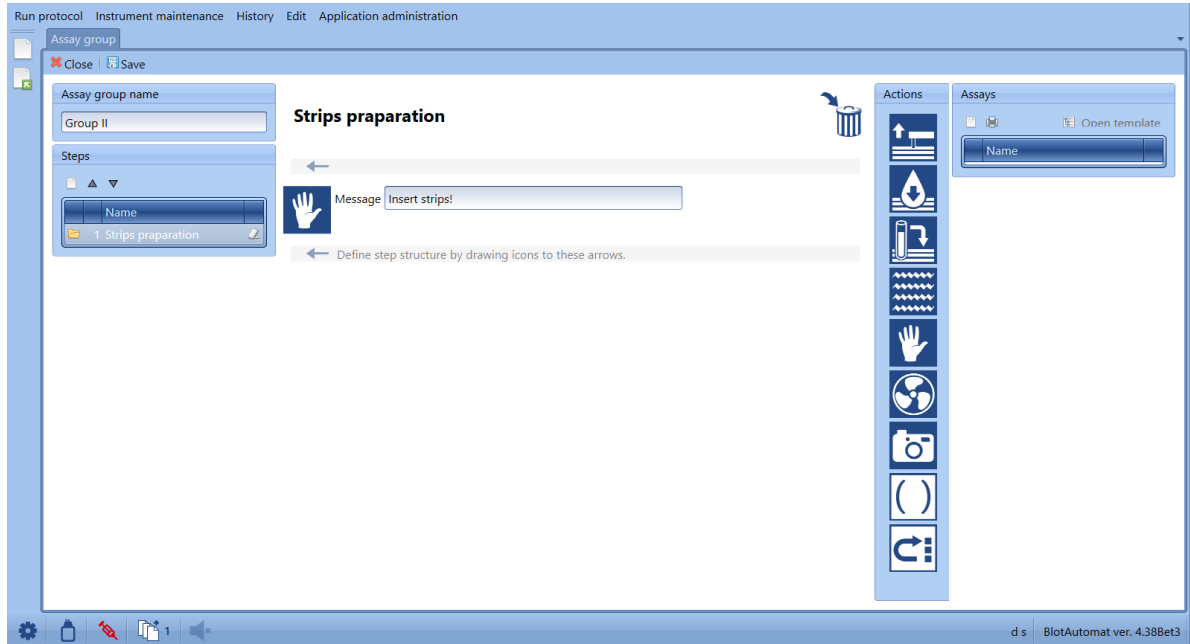 Run protocol Instrument maintenance History Edit Application administration
Assay group
Close Save
Assay group name
Group II
Steps
Name
1 Strips praparation
Strips praparation
Message Insert strips!
Define step structure by drawing icons to these arrows.
Actions
Assays
Open template
Name
1
d s BlotAutomat ver. 4.38Bet3